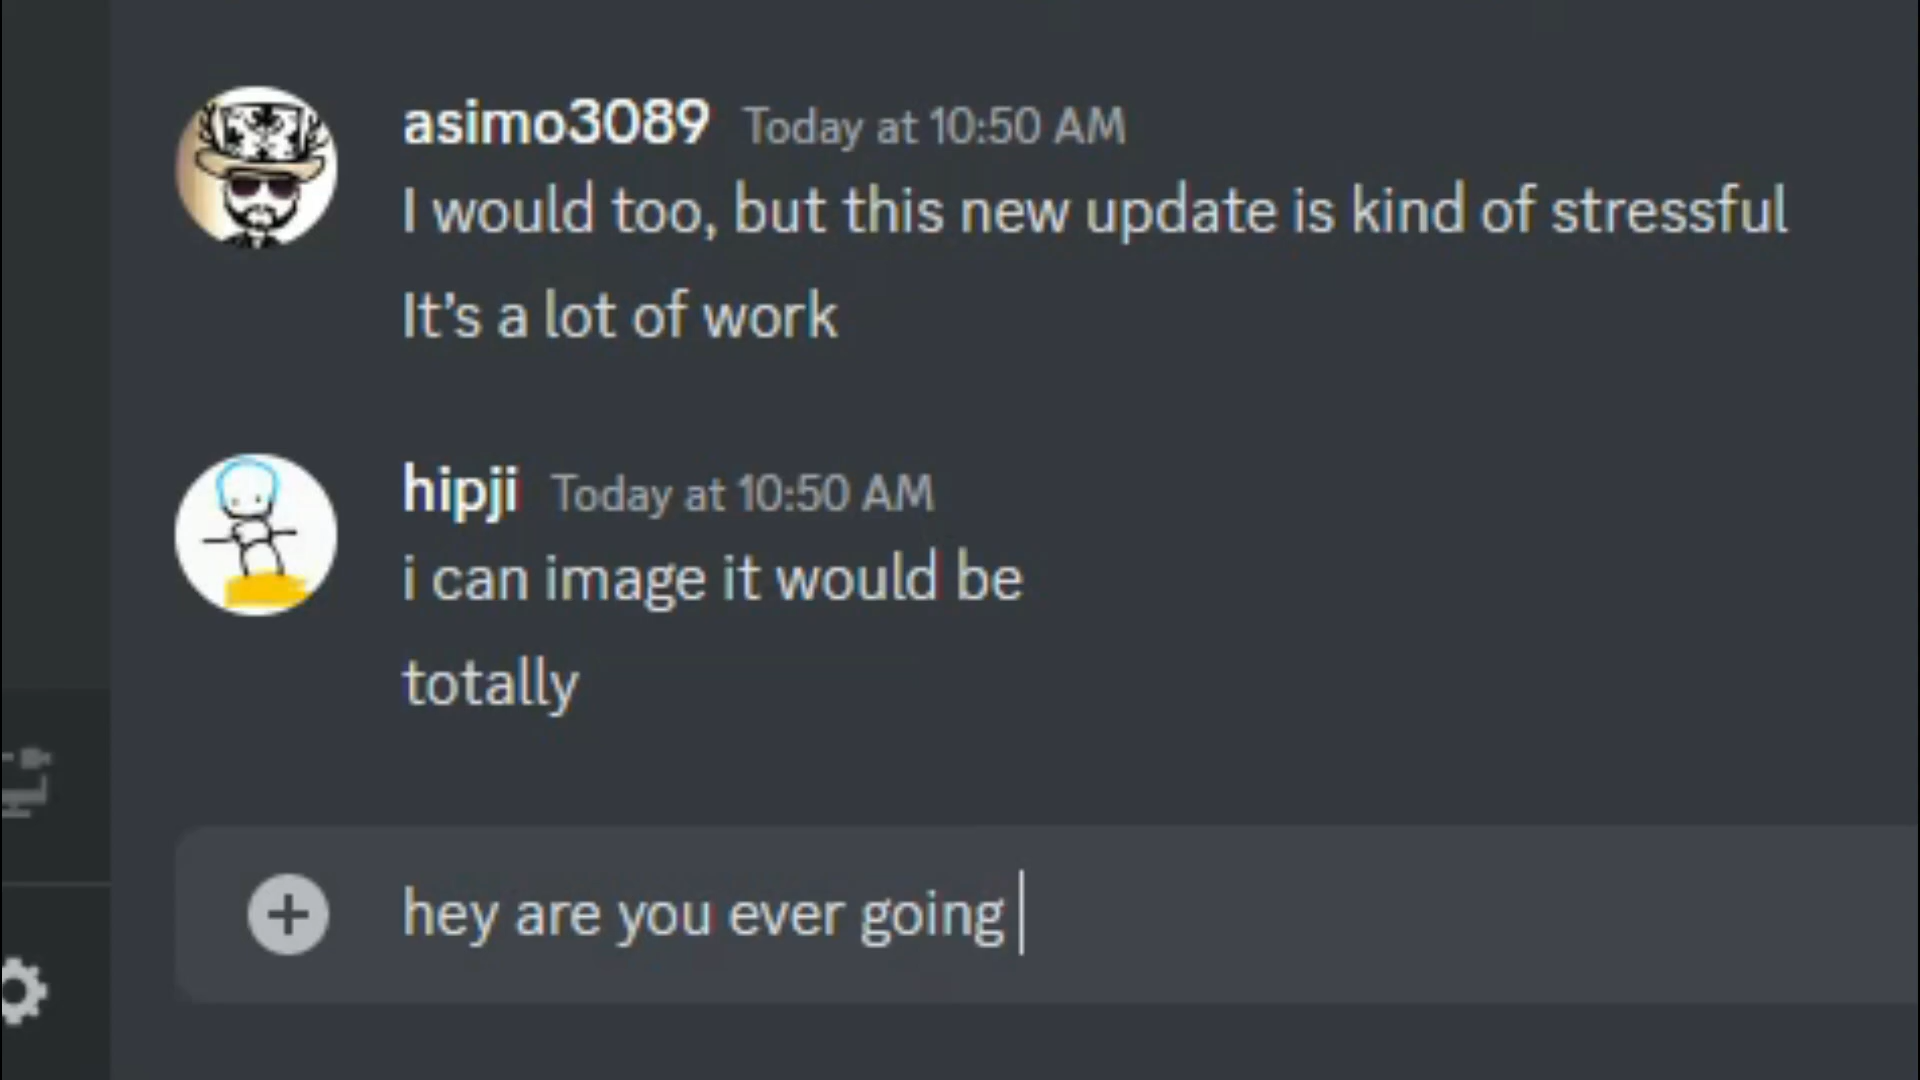 asimo3089 Today at 10:50 AM
I would too, but this new update is kind of stressful
It's a lot of work
hipji Today at 10:50 AM
i can image it would be
totally
hey are you ever going